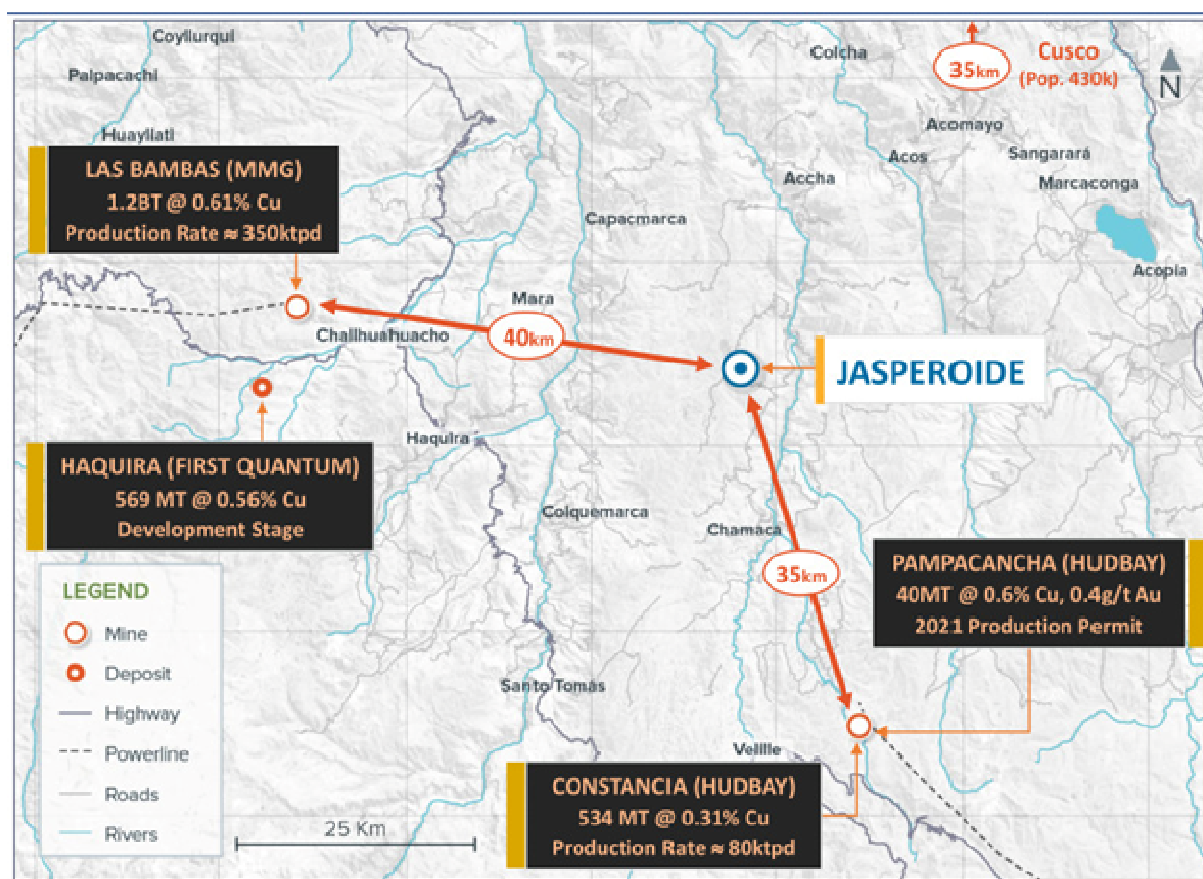 Coyllurqui
Palpacachi
Huayllati
Colcha
35km
Cusco
(Pop. 430k)
N
Acomayo
Acos
Sangarará
Marcaconga
Accha
Acopia
Capacmarca
LAS BAMBAS (MMG)
1.2BT @ 0.61% Cu
Production Rate ≈ 350ktpd
Mara
Challhuahuacho
40km
JASPEROIDE
Haquira
HAQUIRA (FIRST QUANTUM)
569 MT @ 0.56% Cu
Development Stage
Colquemarca
Chamaca
35km
PAMPACANCHA (HUDBAY)
40MT @ 0.6% Cu, 0.4g/t Au
2021 Production Permit
LEGEND
Mine
Deposit
Highway
Powerline
Roads
Rivers
Santo Tomás
Velille
25 Km
CONSTANCIA (HUDBAY)
534 MT @ 0.31% Cu
Production Rate ≈ 80ktpd